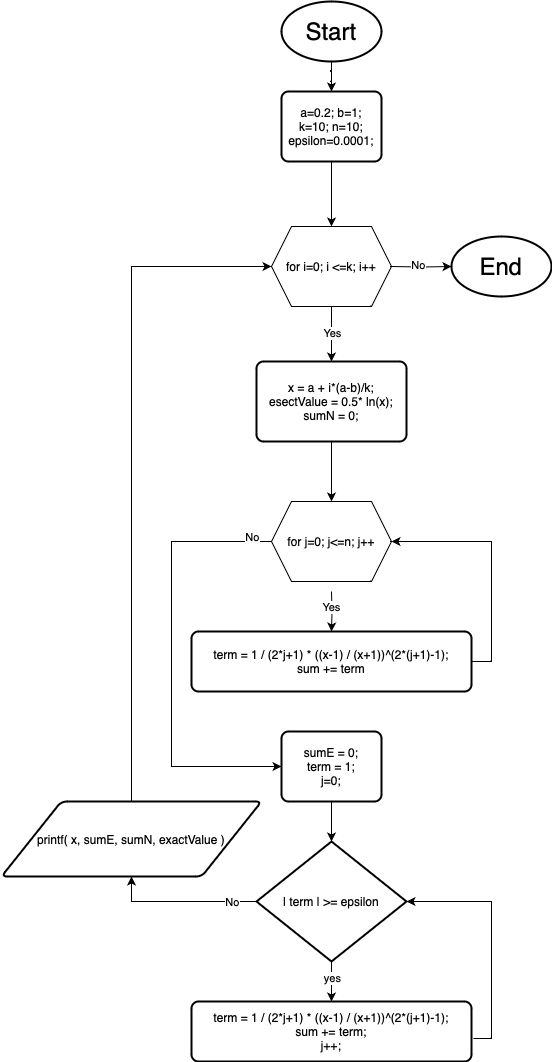 Start
a=0.2; b=1;
k=10; n=10;
epsilon=0.0001;
for i=0; i <=k; i++
No
End
Yes
x = a + i*(a-b)/k;
esectValue = 0.5* ln(x);
sumN = 0;
No
for j=0; j<=n; j++
Yes
term = 1 / (2*j+1) * ((x-1) / (x+1))^(2*(j+1)-1);
sum += term
sumE = 0;
term = 1;
j=0;
printf( x, sumE, sumN, exactValue )
| term | >= epsilon
No
yes
term = 1 / (2*j+1) * ((x-1) / (x+1))^(2*(j+1)-1);
sum += term;
j++;